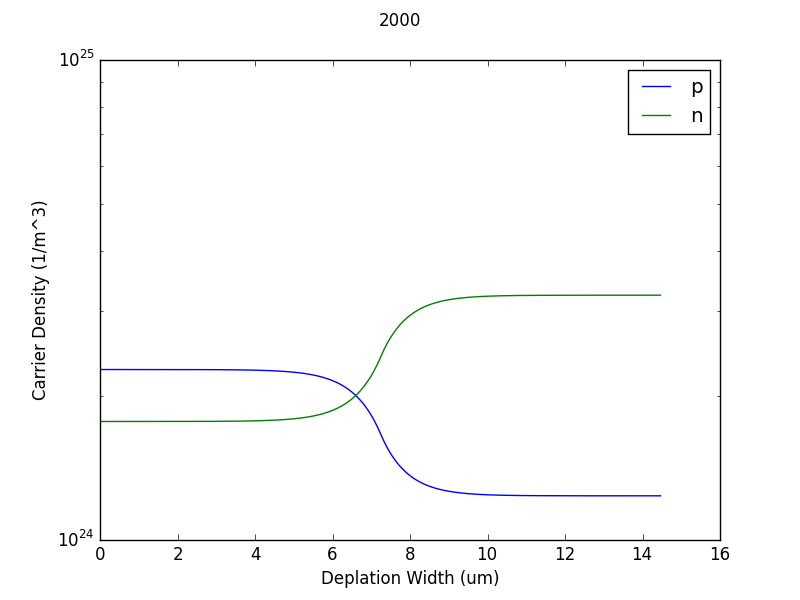 2000
10^25
10^24
Carrier Density (1/m^3)
p
n
0 2 4 6 8 10 12 14 16
Deplation Width (um)